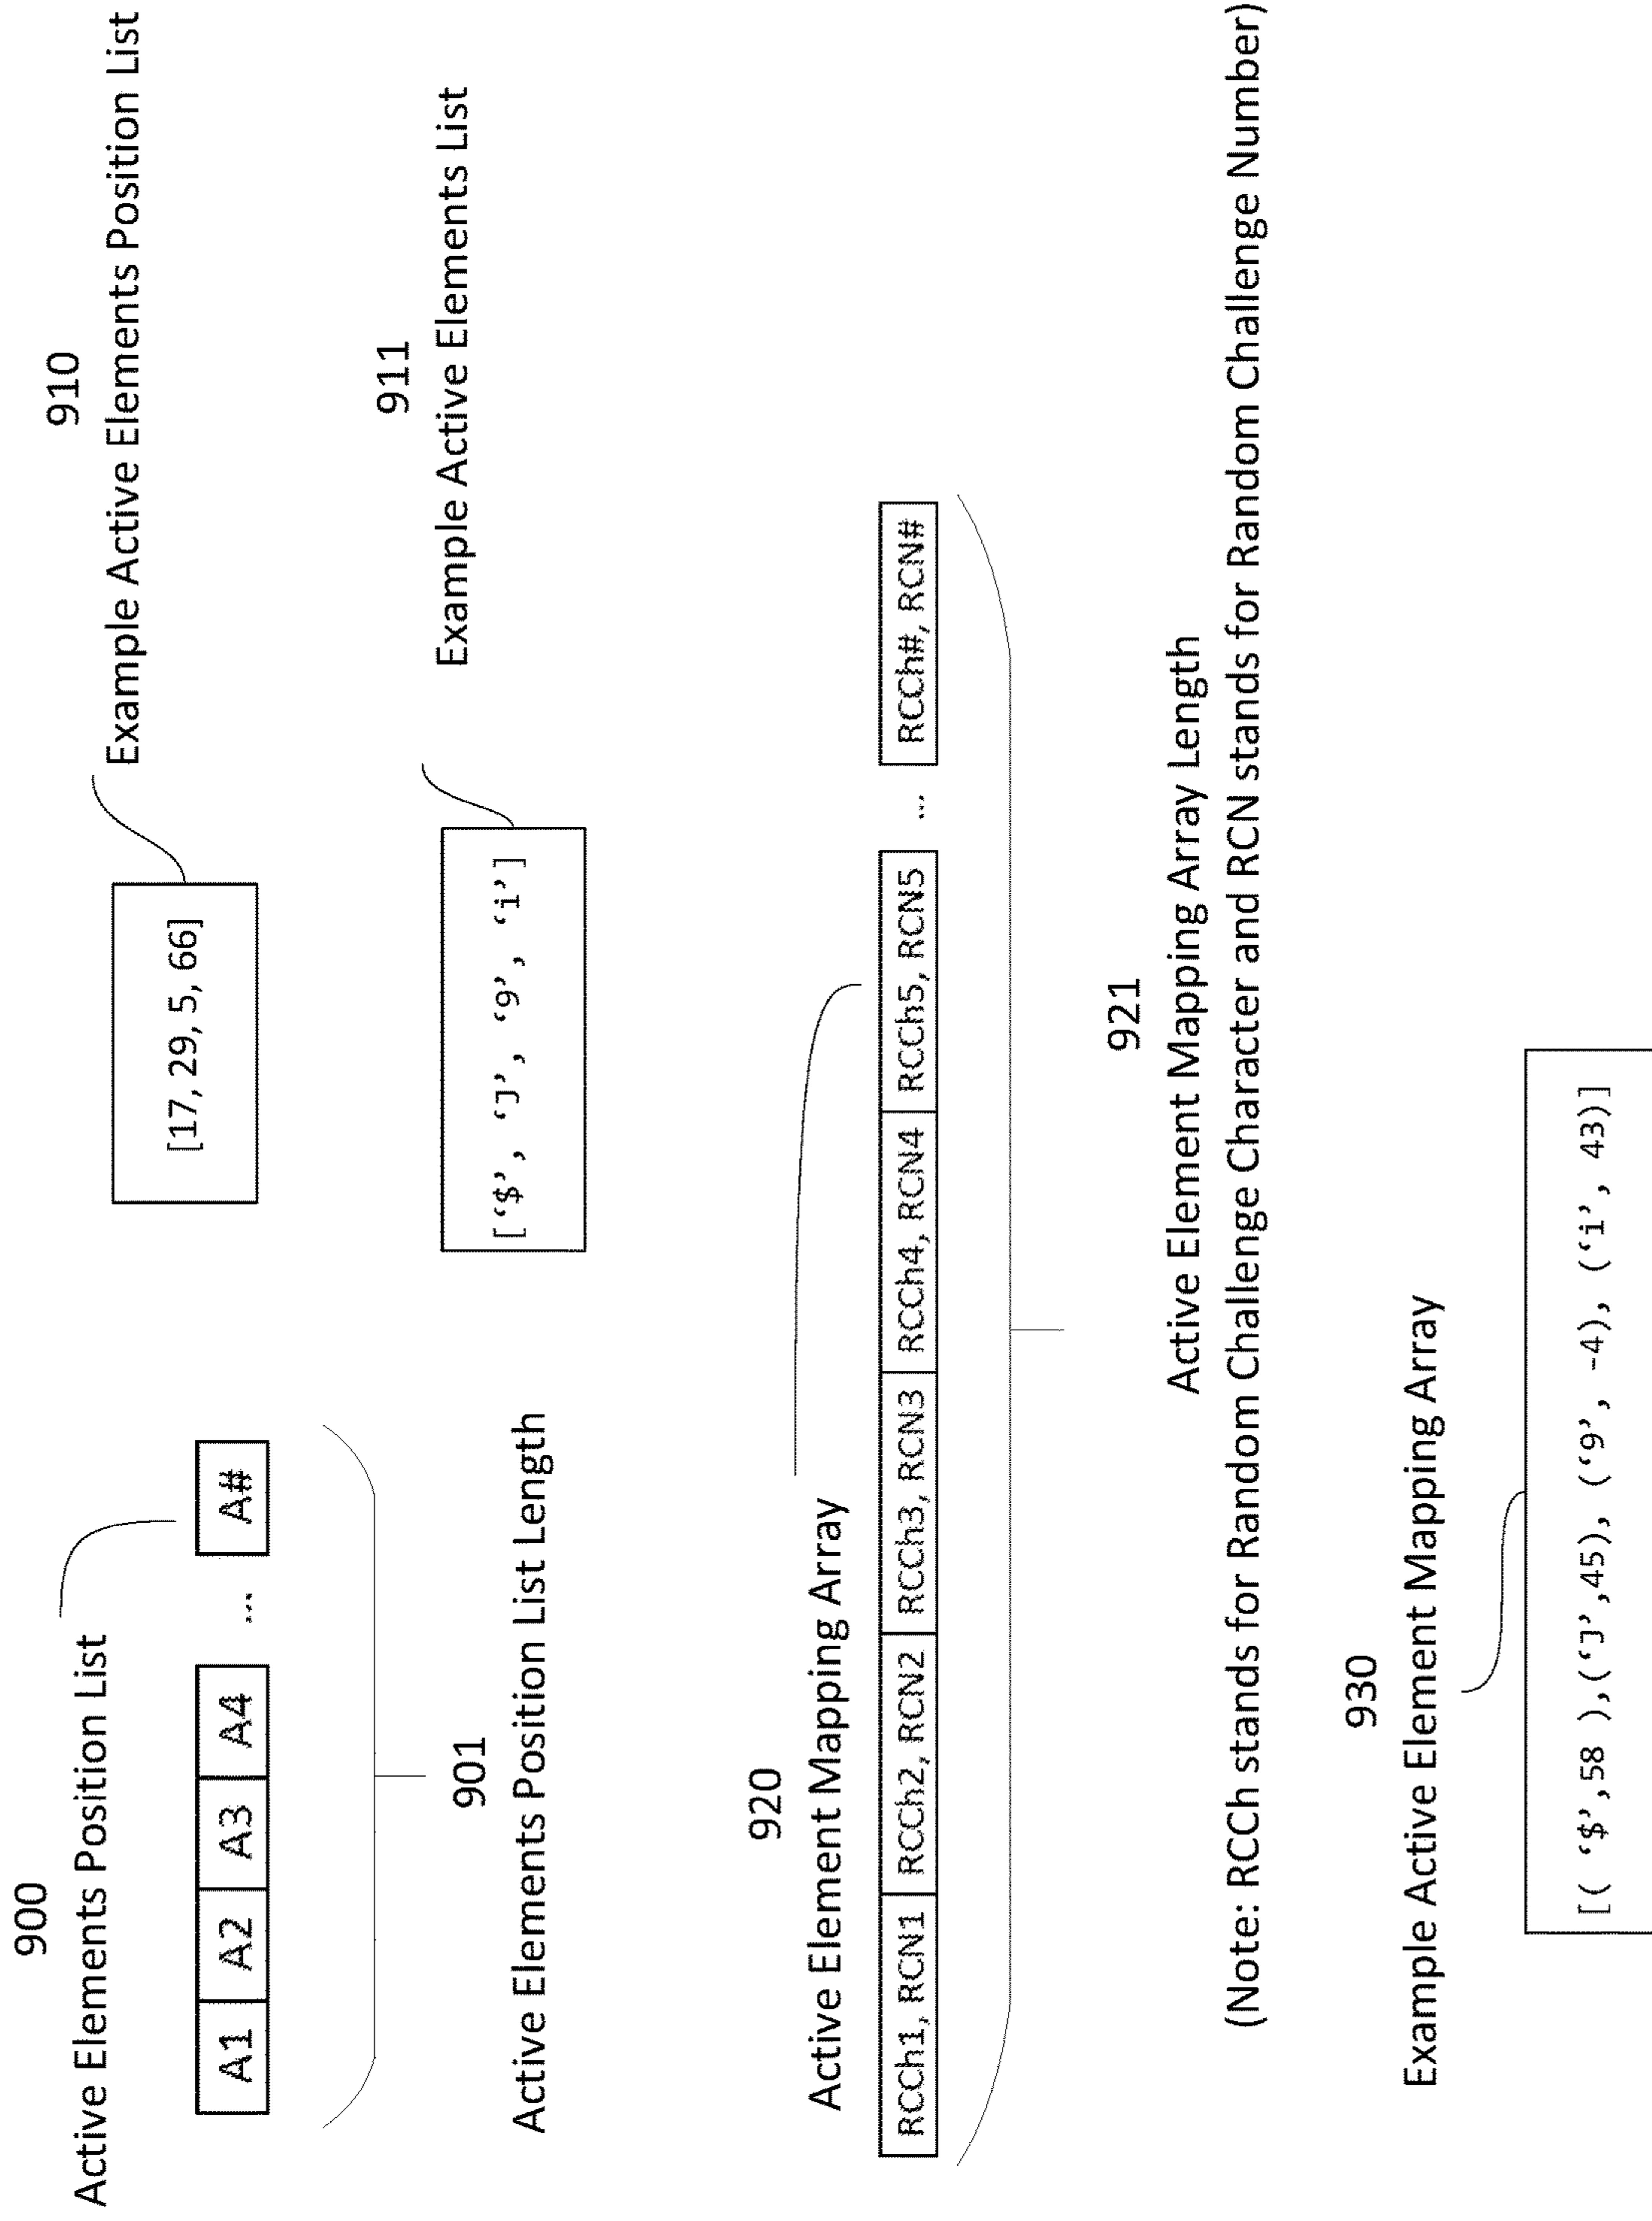 900
Active Elements Position List
A1 A2 A3 A4 ... A#
901
Active Elements Position List Length
910
Example Active Elements Position List
[17, 29, 5, 66]
911
Example Active Elements List
[‘$’, ‘J’, ‘9’, ‘i’]
920
Active Element Mapping Array
RCCh1, RCN1 RCCh2, RCN2 RCCh3, RCN3 RCCh4, RCN4 RCCh5, RCN5 ... RCCh#, RCN#
921
Active Element Mapping Array Length
(Note: RCCh stands for Random Challenge Character and RCN stands for Random Challenge Number)
930
Example Active Element Mapping Array
[( ‘$’,58 ),(‘J’,45), (‘9’, -4), (‘i’, 43)]